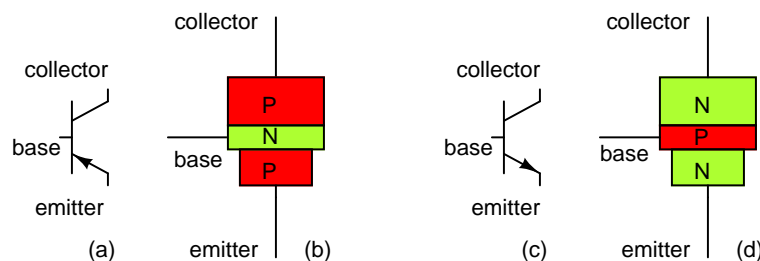 collector
base
emitter
(a)
collector
P
N
P
base
emitter
(b)
collector
base
emitter
(c)
collector
N
P
N
base
emitter
(d)